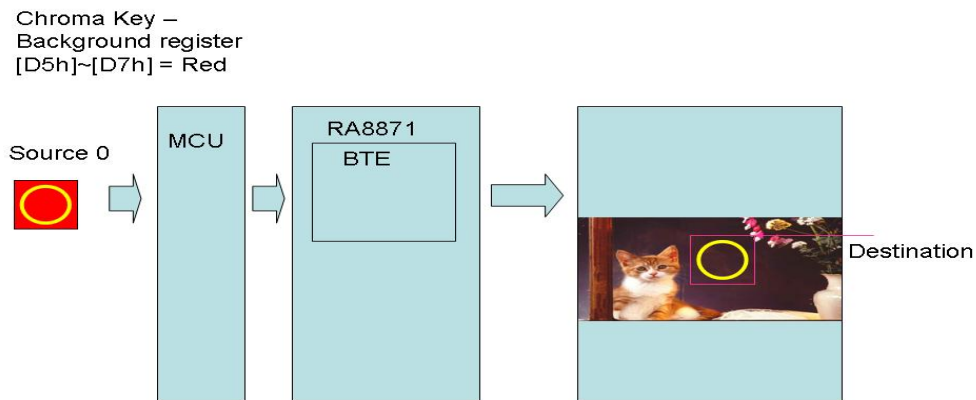 Chroma Key –
Background register
[D5h]~[D7h] = Red
Source 0
MCU
RA8871
BTE
Destination